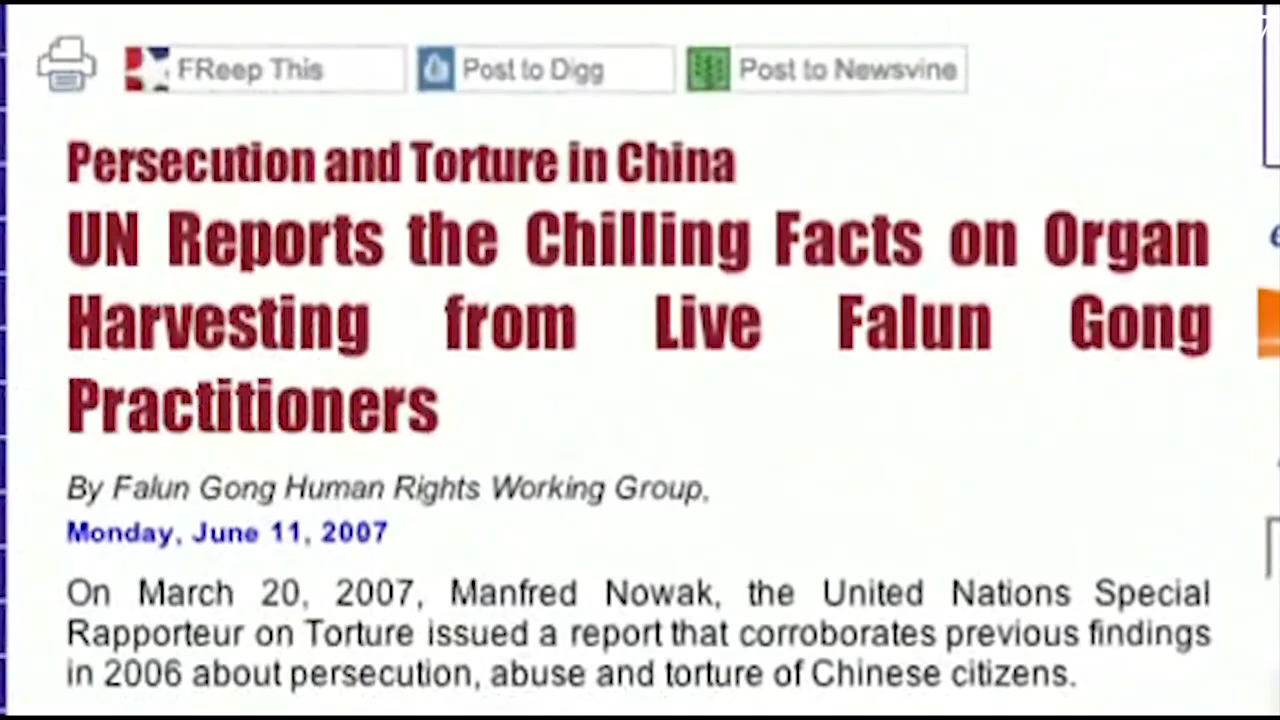 FReep This
Post to Digg
Post to Newsvine
Persecution and Torture in China
UN Reports the Chilling Facts on Organ
Harvesting from Live Falun Gong
Practitioners
By Falun Gong Human Rights Working Group,
Monday, June 11, 2007
On March 20, 2007, Manfred Nowak, the United Nations Special
Rapporteur on Torture issued a report that corroborates previous findings
in 2006 about persecution, abuse and torture of Chinese citizens.